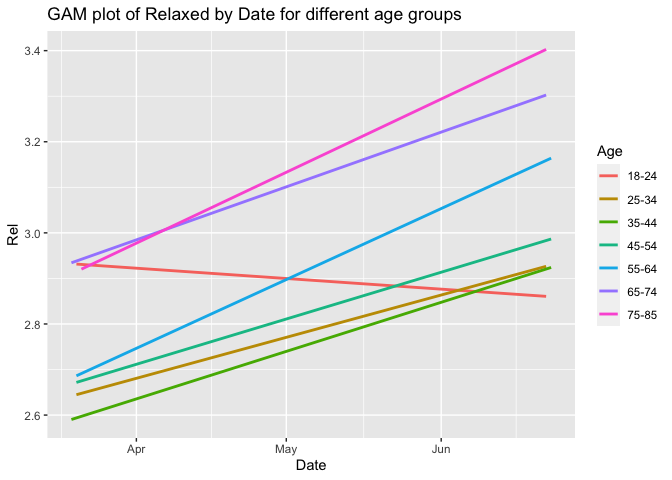 GAM plot of Relaxed by Date for different age groups
Rel
3.4
3.2
3.0
2.8
2.6
Apr
May
Jun
Date
Age
18-24
25-34
35-44
45-54
55-64
65-74
75-85